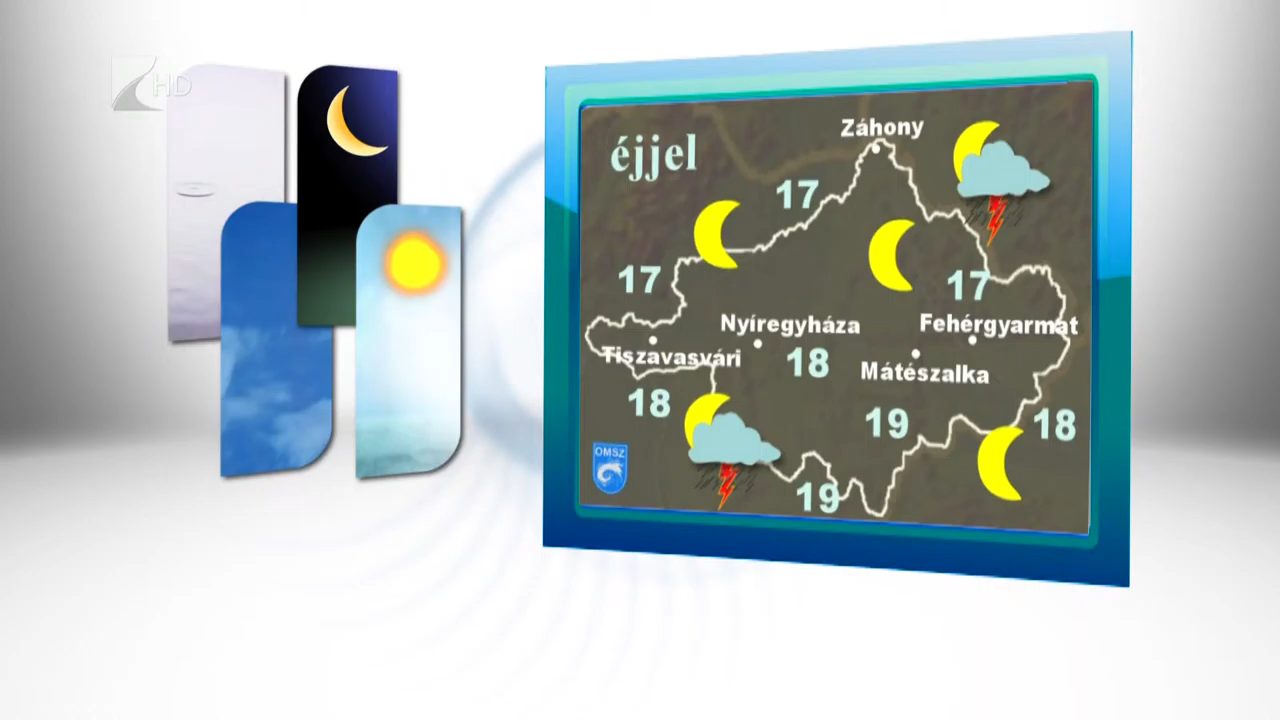 HD
éjjel
Záhony
17
17
17
Nyíregyháza
Fehérgyarmat
Tiszavasvári
18
Mátészalka
18
19
18
OMSZ
19